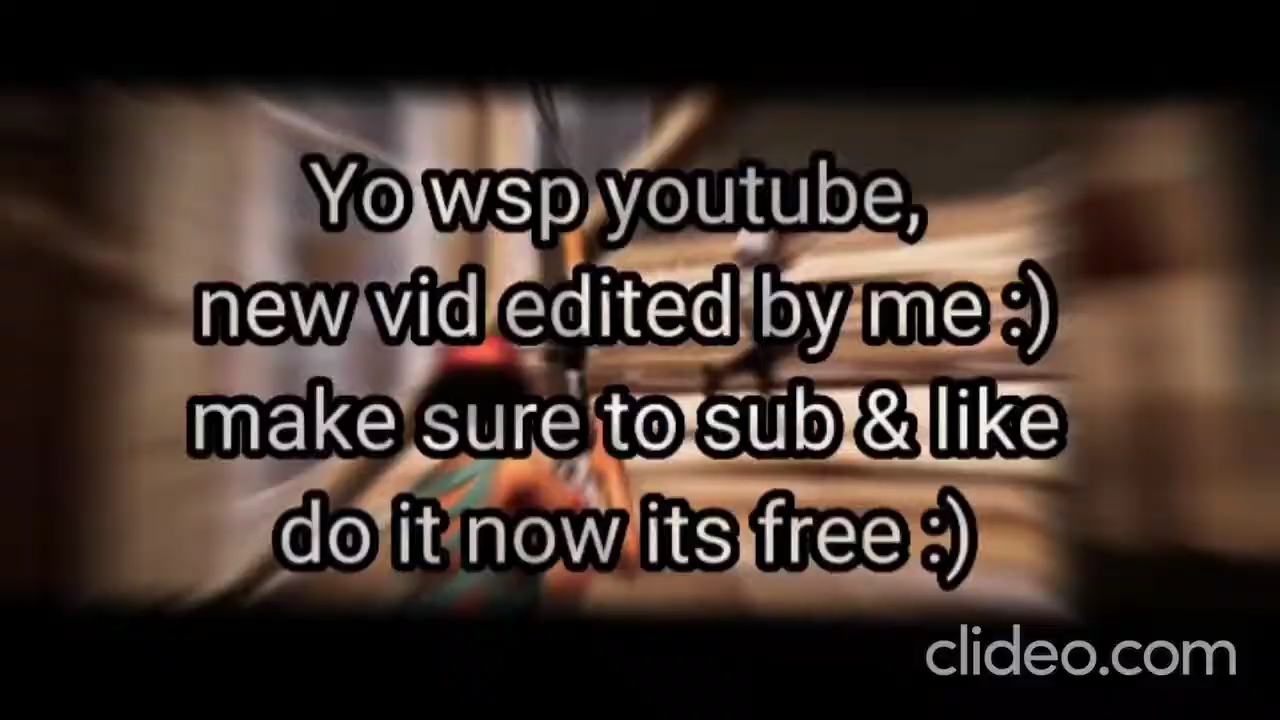 Yo wsp youtube,
new vid edited by me :)
make sure to sub & like
do it now its free :)
clideo.com